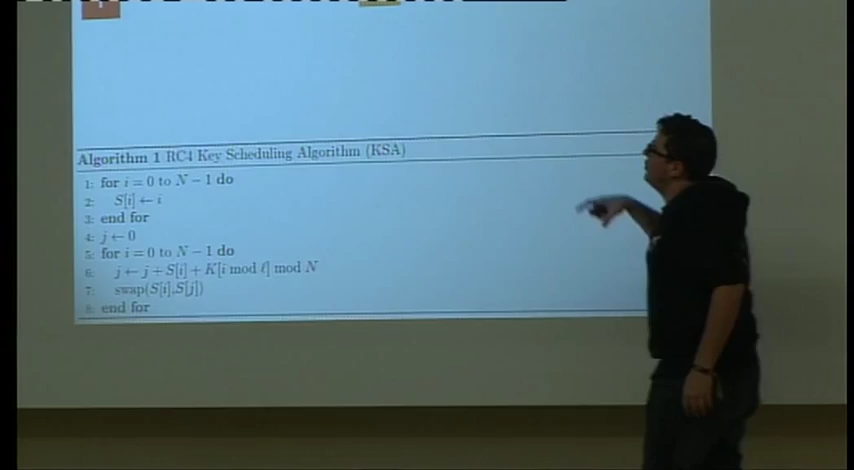 Algorithm 1 RC4 Key Scheduling Algorithm (KSA)
1: for i = 0 to N − 1 do
2: S[i] ← i
3: end for
4: j ← 0
5: for i = 0 to N − 1 do
6: j ← j + S[i] + K[i mod ℓ] mod N
7: swap(S[i],S[j])
8: end for